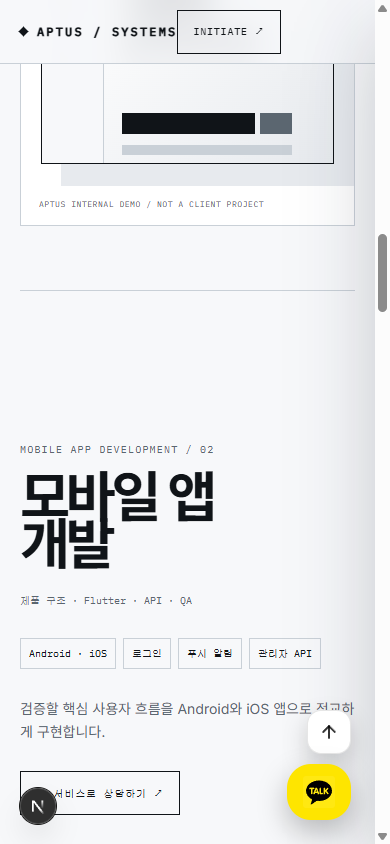 APTUS / SYSTEMS
INITIATE ↗
APTUS INTERNAL DEMO / NOT A CLIENT PROJECT
MOBILE APP DEVELOPMENT / 02
모바일 앱
개발
제품 구조 · Flutter · API · QA
Android · iOS
로그인
푸시 알림
관리자 API
검증할 핵심 사용자 흐름을 Android와 iOS 앱으로 정교하
게 구현합니다.
서비스로 상담하기 ↗
N
TALK